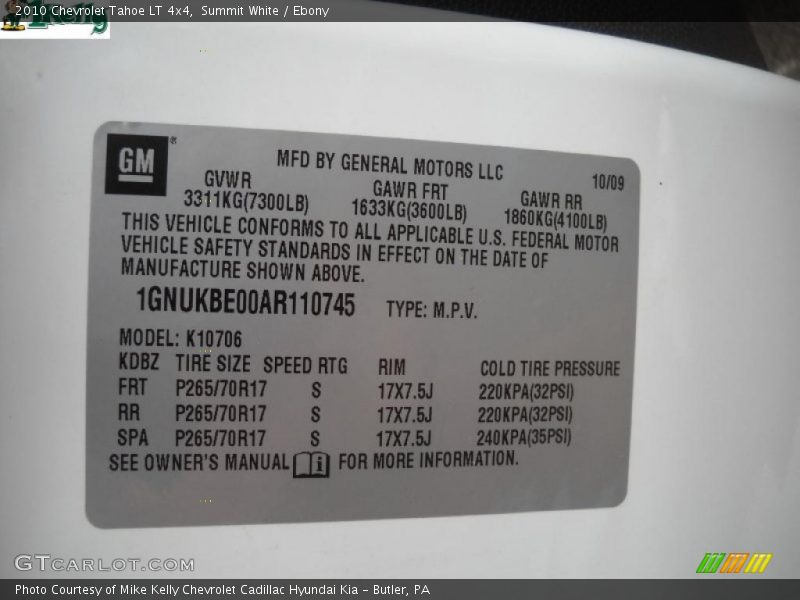 2010 Chevrolet Tahoe LT 4x4, Summit White / Ebony
GM
MFD BY GENERAL MOTORS LLC
10/09
GVWR GAWR FRT GAWR RR
3311KG(7300LB) 1633KG(3600LB) 1860KG(4100LB)
THIS VEHICLE CONFORMS TO ALL APPLICABLE U.S. FEDERAL MOTOR
VEHICLE SAFETY STANDARDS IN EFFECT ON THE DATE OF
MANUFACTURE SHOWN ABOVE.
1GNUKBE00AR110745 TYPE: M.P.V.
MODEL: K10706
KDBZ TIRE SIZE SPEED RTG RIM COLD TIRE PRESSURE
FRT P265/70R17 S 17X7.5J 220KPA(32PSI)
RR P265/70R17 S 17X7.5J 220KPA(32PSI)
SPA P265/70R17 S 17X7.5J 240KPA(35PSI)
SEE OWNER'S MANUAL FOR MORE INFORMATION.
GTCARLOT.COM
Photo Courtesy of Mike Kelly Chevrolet Cadillac Hyundai Kia – Butler, PA